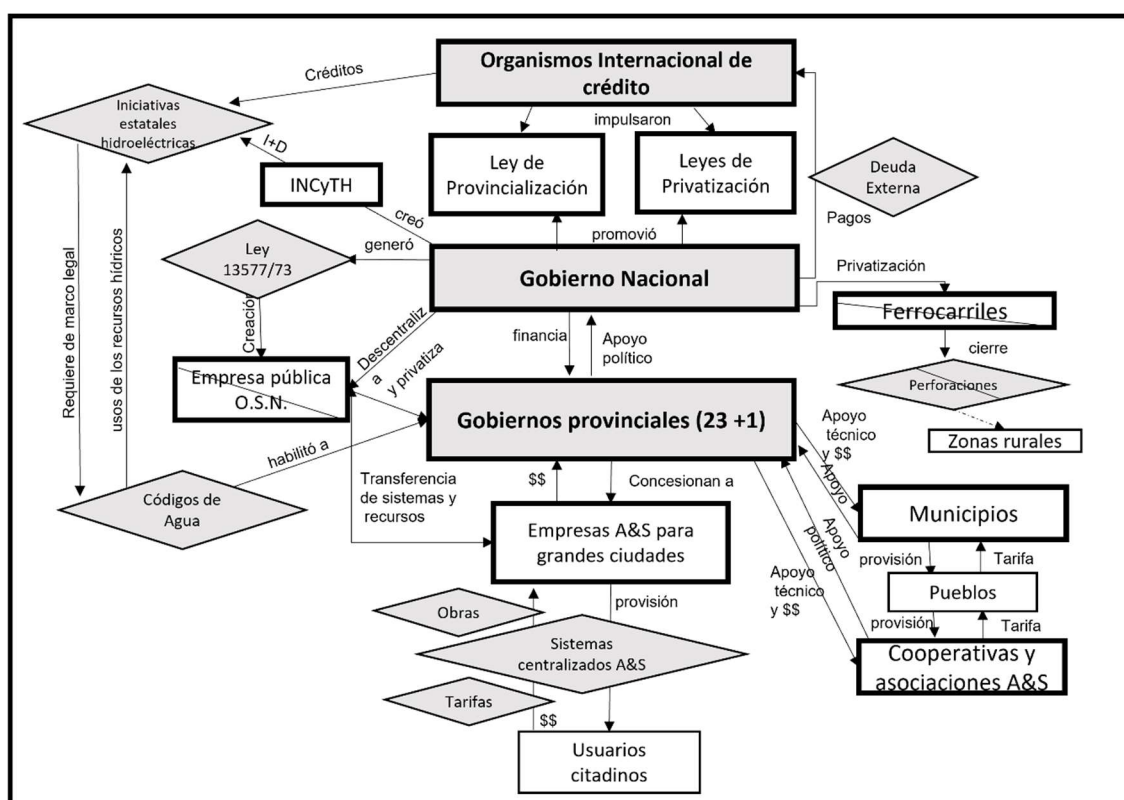 Organismos Internacional de
crédito
Créditos
impulsaron
Iniciativas
estatales
hidroeléctricas
I+D
INCyTH
Ley de
Provincialización
Leyes de
Privatización
Deuda
Externa
Pagos
creó
promovió
Ley
13577/73
generó
Gobierno Nacional
Privatización
Ferrocarriles
cierre
Perforaciones
Zonas rurales
Requiere de marco legal
usos de los recursos hídricos
Creación
Descentraliz
a
y privatiza
financia
Apoyo
político
Empresa pública
O.S.N.
Gobiernos provinciales (23 +1)
Apoyo
técnico
y $$
Apoyo
habilitó a
Códigos de
Agua
Transferencia
de sistemas y
recursos
$$
Concesionan a
Empresas A&S para
grandes ciudades
Apoyo
político
Apoyo
técnico
y $$
Municipios
provisión
Tarifa
Pueblos
provisión
Tarifa
Cooperativas y
asociaciones A&S
Obras
provisión
Sistemas
centralizados A&S
Tarifas
$$
Usuarios
citadinos